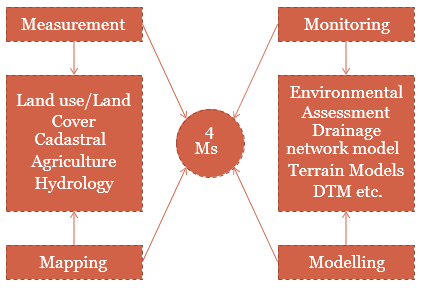 Measurement
Monitoring
Land use/Land
Cover
Cadastral
Agriculture
Hydrology
4
Ms
Environmental
Assessment
Drainage
network model
Terrain Models
DTM etc.
Mapping
Modelling